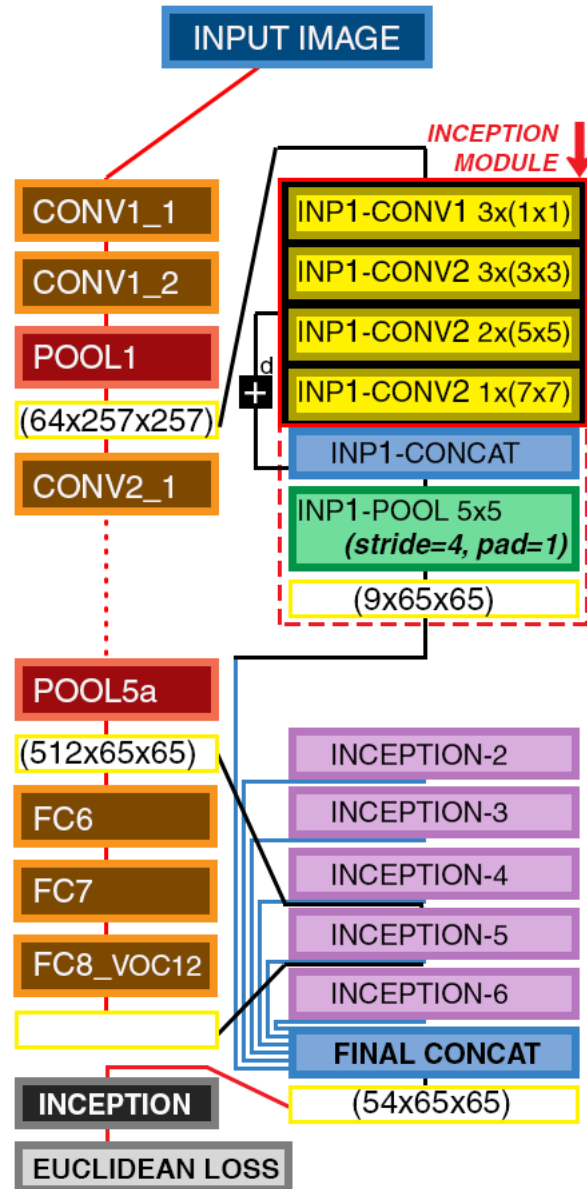 INPUT IMAGE
CONV1_1
CONV1_2
POOL1
(64x257x257)
CONV2_1
POOL5a
(512x65x65)
FC6
FC7
FC8_VOC12
INCEPTION
EUCLIDEAN LOSS
INCEPTION
MODULE
INP1-CONV1 3x(1x1)
INP1-CONV2 3x(3x3)
INP1-CONV2 2x(5x5)
INP1-CONV2 1x(7x7)
d
+
INP1-CONCAT
INP1-POOL 5x5
(stride=4, pad=1)
(9x65x65)
INCEPTION-2
INCEPTION-3
INCEPTION-4
INCEPTION-5
INCEPTION-6
FINAL CONCAT
(54x65x65)